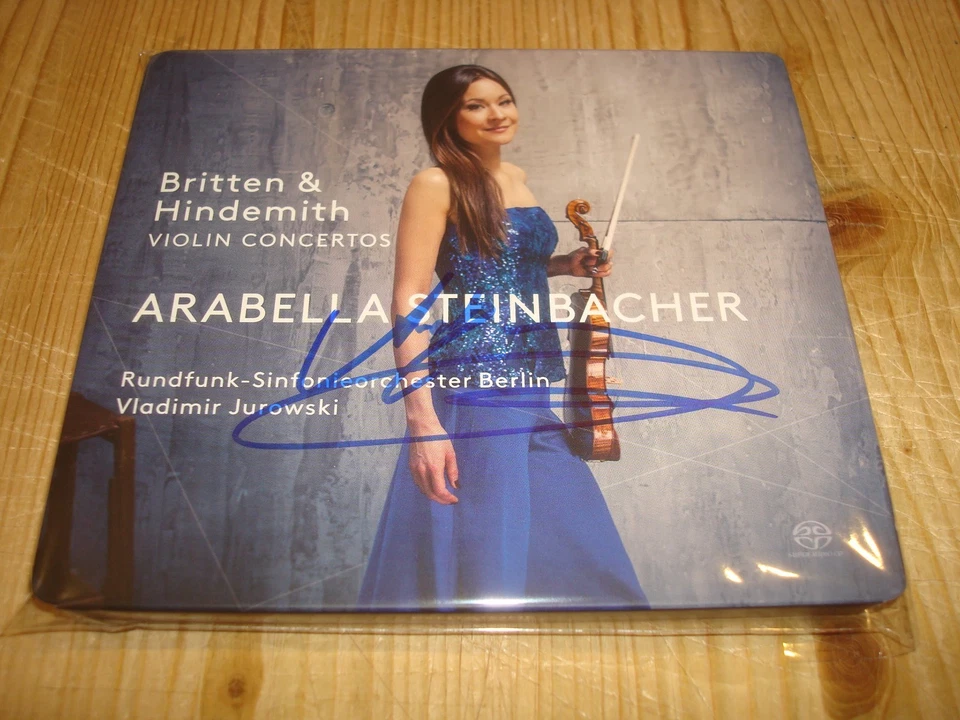 Britten &
Hindemith
VIOLIN CONCERTOS
ARABELLA STEINBACHER
Rundfunk-Sinfonieorchester Berlin
Vladimir Jurowski